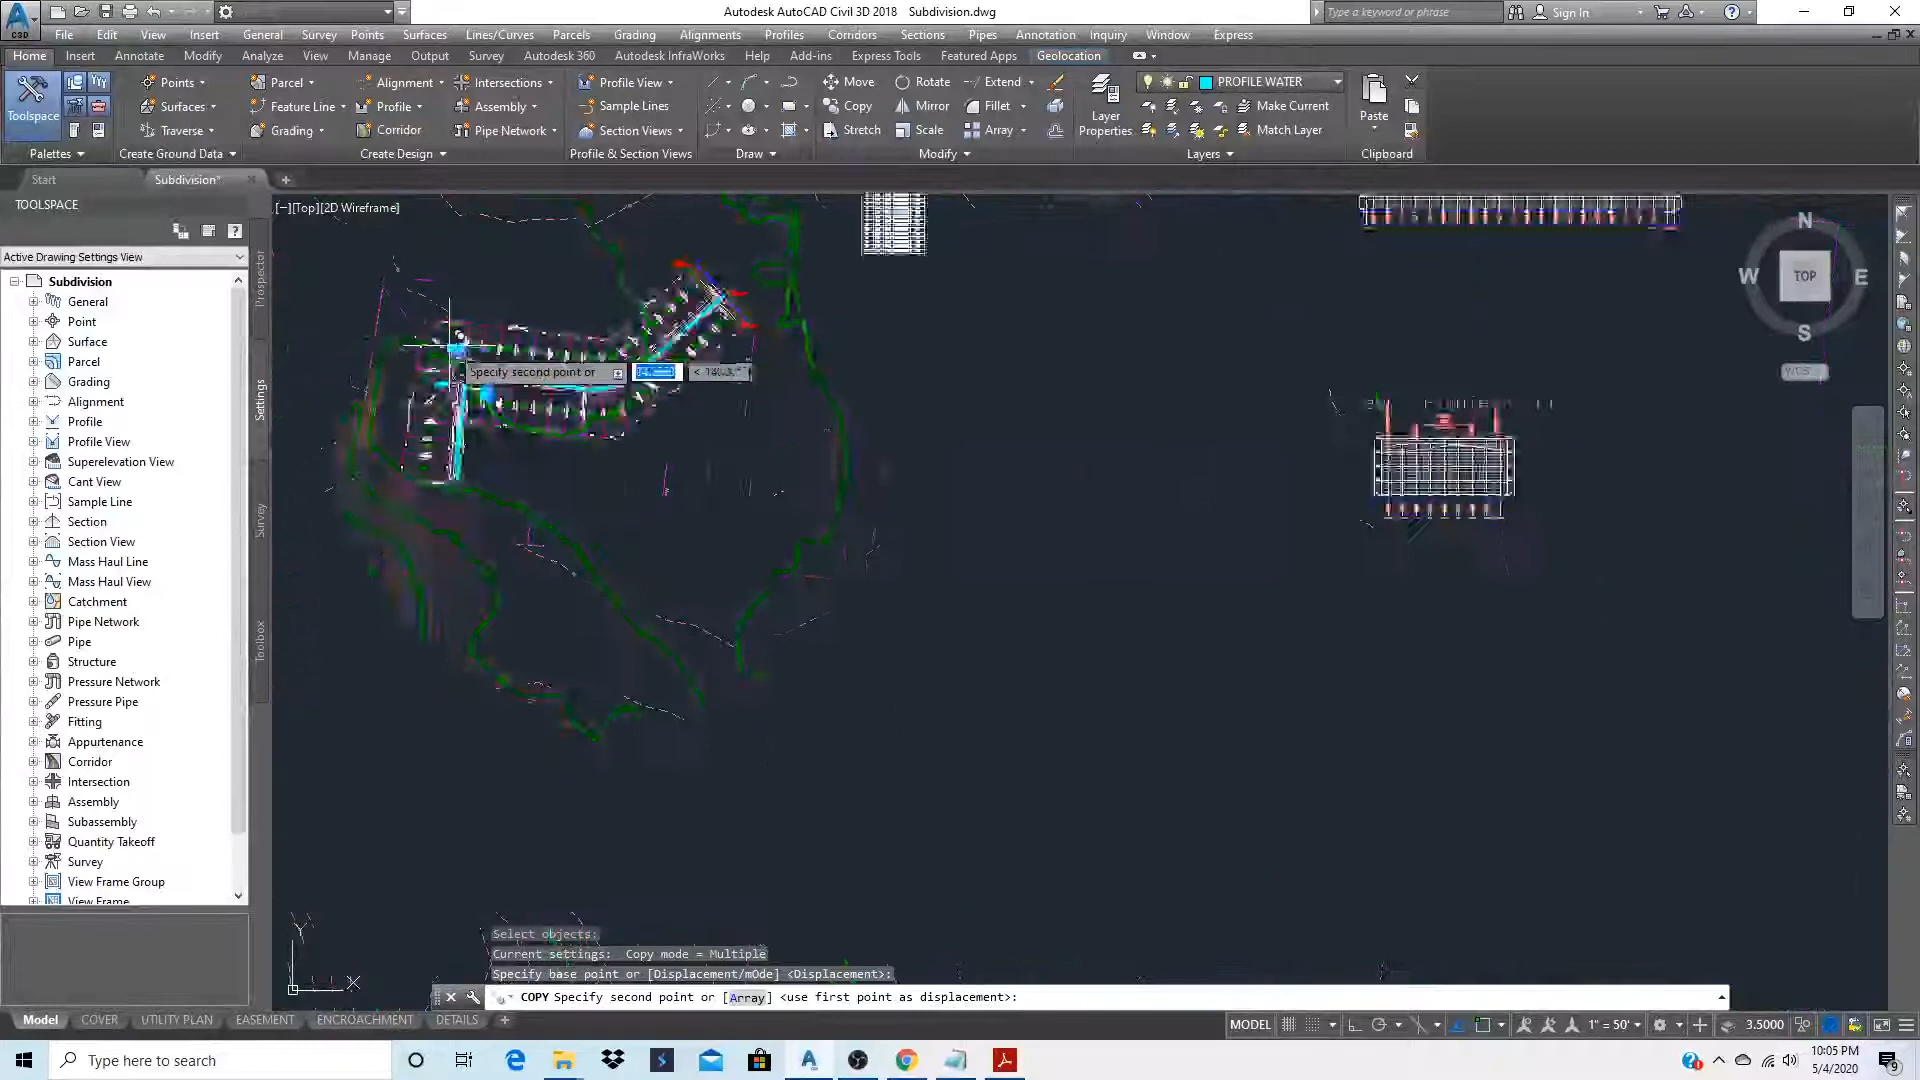 Autodesk AutoCAD Civil 3D 2018 Subdivision.dwg
Type a keyword or phrase
Sign In
C3D
File Edit View Insert General Survey Points Surfaces Lines/Curves Parcels Grading Alignments Profiles Corridors Sections Pipes Annotation Inquiry Window Express
Home Insert Annotate Modify Analyze View Manage Output Survey Autodesk 360 Autodesk InfraWorks Help Add-ins Express Tools Featured Apps Geolocation
Points Parcel Alignment Intersections Profile View Move Rotate Extend PROFILE WATER
Toolspace Surfaces Feature Line Profile Assembly Sample Lines Copy Mirror Fillet Layer Properties Make Current Paste
Traverse Grading Corridor Pipe Network Section Views Stretch Scale Array Match Layer
Palettes Create Ground Data Create Design Profile & Section Views Draw Modify Layers Clipboard
Start Subdivision*
TOOLSPACE
[−][Top][2D Wireframe]
Active Drawing Settings View
Subdivision
General
Point
Surface
Parcel
Grading
Alignment
Profile
Profile View
Superelevation View
Cant View
Sample Line
Section
Section View
Mass Haul Line
Mass Haul View
Catchment
Pipe Network
Pipe
Structure
Pressure Network
Pressure Pipe
Fitting
Appurtenance
Corridor
Intersection
Assembly
Subassembly
Quantity Takeoff
Survey
View Frame Group
View Frame
Prospector
Settings
Survey
Toolbox
Specify second point or
N
W TOP E
S
WCS
Y
X
Select objects:
Current settings: Copy mode = Multiple
Specify base point or [Displacement/mOde] <Displacement>:
COPY Specify second point or [Array] <use first point as displacement>:
Model COVER UTILITY PLAN EASEMENT ENCROACHMENT DETAILS
MODEL 1" = 50' 3.5000
Type here to search
10:05 PM
5/4/2020
9